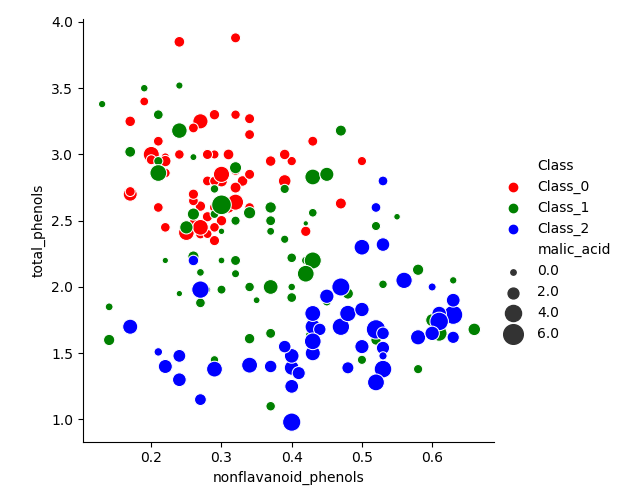 4.0
3.5
3.0
2.5
2.0
1.5
1.0
total_phenols
0.2 0.3 0.4 0.5 0.6
nonflavanoid_phenols
Class
Class_0
Class_1
Class_2
malic_acid
0.0
2.0
4.0
6.0